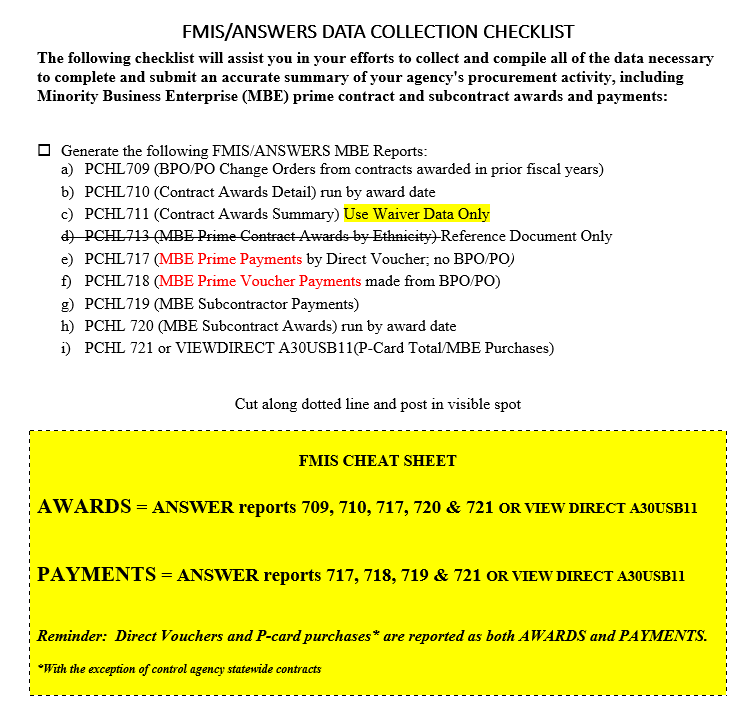 FMIS/ANSWERS DATA COLLECTION CHECKLIST
The following checklist will assist you in your efforts to collect and compile all of the data necessary
to complete and submit an accurate summary of your agency's procurement activity, including
Minority Business Enterprise (MBE) prime contract and subcontract awards and payments:
☐ Generate the following FMIS/ANSWERS MBE Reports:
a) PCHL709 (BPO/PO Change Orders from contracts awarded in prior fiscal years)
b) PCHL710 (Contract Awards Detail) run by award date
c) PCHL711 (Contract Awards Summary) Use Waiver Data Only
d) PCHL713 (MBE Prime Contract Awards by Ethnicity) Reference Document Only
e) PCHL717 (MBE Prime Payments by Direct Voucher; no BPO/PO)
f) PCHL718 (MBE Prime Voucher Payments made from BPO/PO)
g) PCHL719 (MBE Subcontractor Payments)
h) PCHL 720 (MBE Subcontract Awards) run by award date
i) PCHL 721 or VIEWDIRECT A30USB11(P-Card Total/MBE Purchases)
Cut along dotted line and post in visible spot
FMIS CHEAT SHEET
AWARDS = ANSWER reports 709, 710, 717, 720 & 721 OR VIEW DIRECT A30USB11
PAYMENTS = ANSWER reports 717, 718, 719 & 721 OR VIEW DIRECT A30USB11
Reminder: Direct Vouchers and P-card purchases* are reported as both AWARDS and PAYMENTS.
*With the exception of control agency statewide contracts